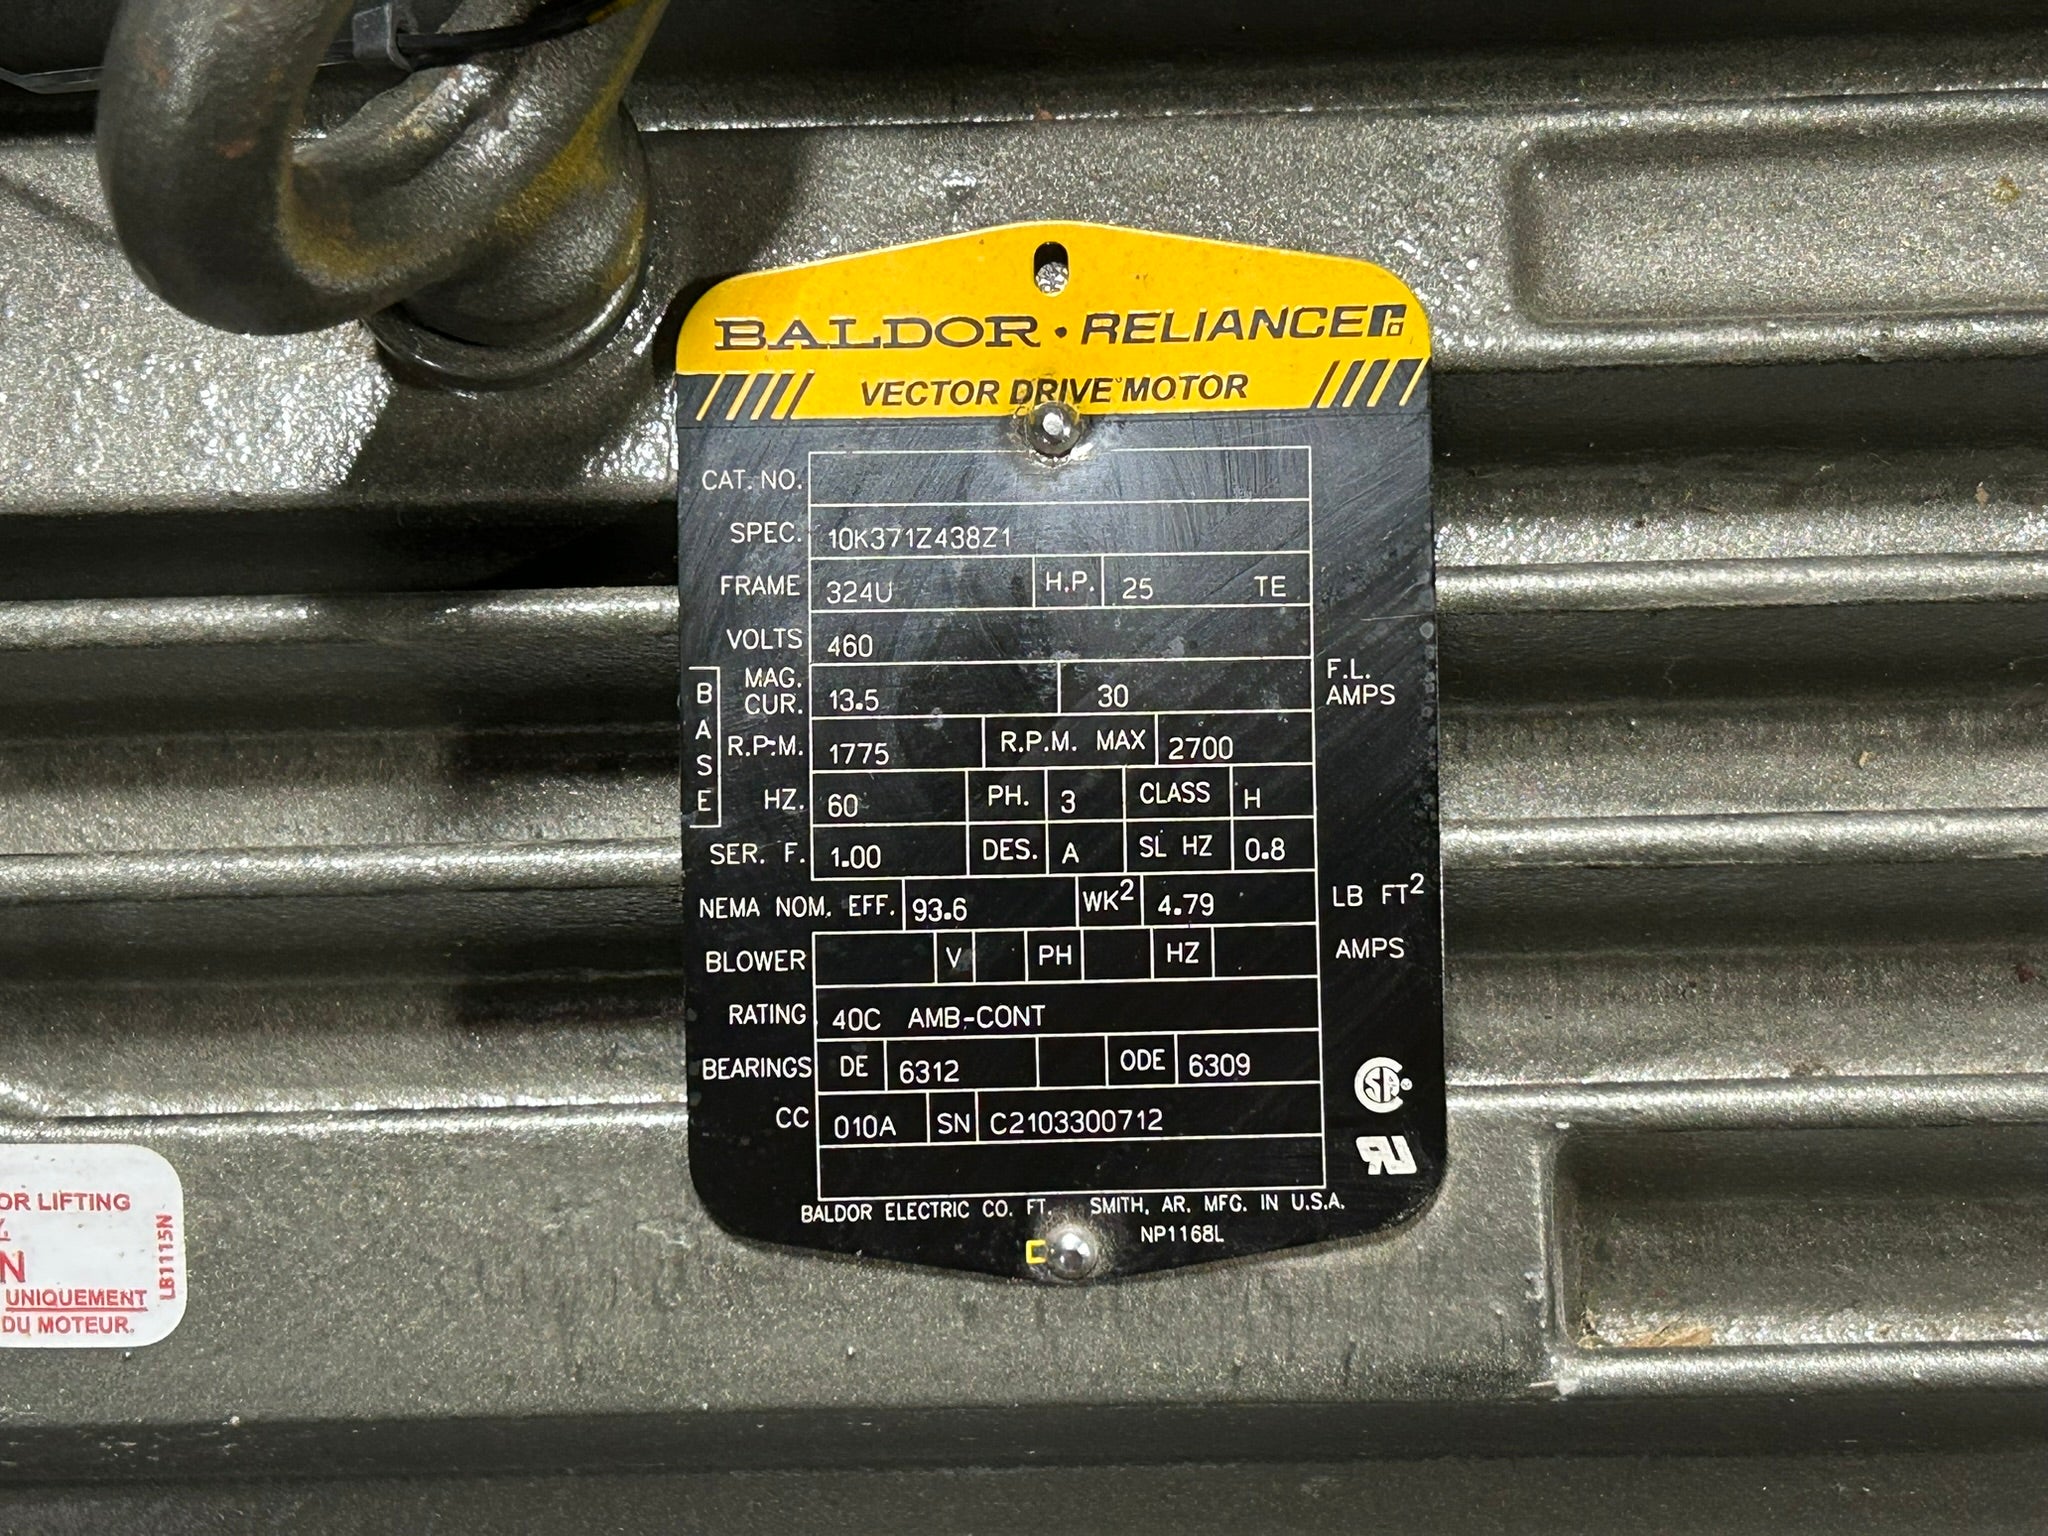 BALDOR • RELIANCE
VECTOR DRIVE MOTOR
CAT. NO.
SPEC. 10K371Z438Z1
FRAME 324U H.P. 25 TE
VOLTS 460
BASE
MAG. CUR. 13.5 30 F.L. AMPS
R.P.M. 1775 R.P.M. MAX 2700
HZ. 60 PH. 3 CLASS H
SER. F. 1.00 DES. A SL HZ 0.8
NEMA NOM. EFF. 93.6 WK² 4.79 LB FT²
BLOWER V PH HZ AMPS
RATING 40C AMB-CONT
BEARINGS DE 6312 ODE 6309
CC 010A SN C2103300712
BALDOR ELECTRIC CO. FT. SMITH, AR. MFG. IN U.S.A.
NP1168L
OR LIFTING
N
UNIQUEMENT
DU MOTEUR.
LB1115N